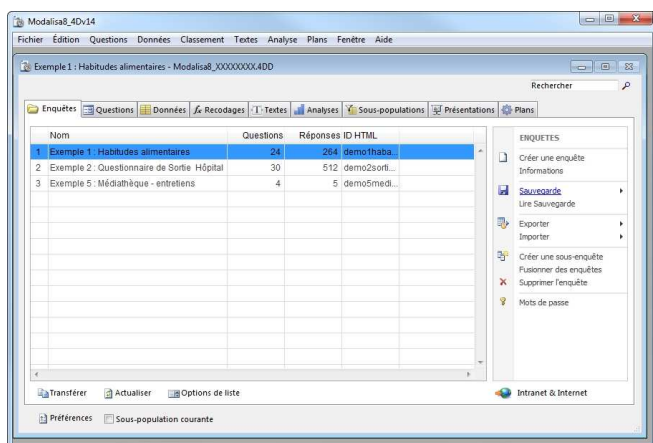 Modalisa8_4Dv14
Fichier Édition Questions Données Classement Textes Analyse Plans Fenêtre Aide
Exemple 1 : Habitudes alimentaires - Modalisa8_XXXXXXXX.4DD
Rechercher
Enquêtes Questions Données fx Recodages T Textes Analyses Sous-populations Présentations Plans
Nom Questions Réponses ID HTML
1 Exemple 1 : Habitudes alimentaires 24 264 demo1haba...
2 Exemple 2 : Questionnaire de Sortie Hôpital 30 512 demo2sorti...
3 Exemple 5 : Médiathèque - entretiens 4 5 demo5medi...
ENQUETES
Créer une enquête
Informations
Sauvegarde
Lire Sauvegarde
Exporter
Importer
Créer une sous-enquête
Fusionner des enquêtes
Supprimer l'enquête
Mots de passe
Transférer Actualiser Options de liste
Intranet & Internet
Préférences Sous-population courante